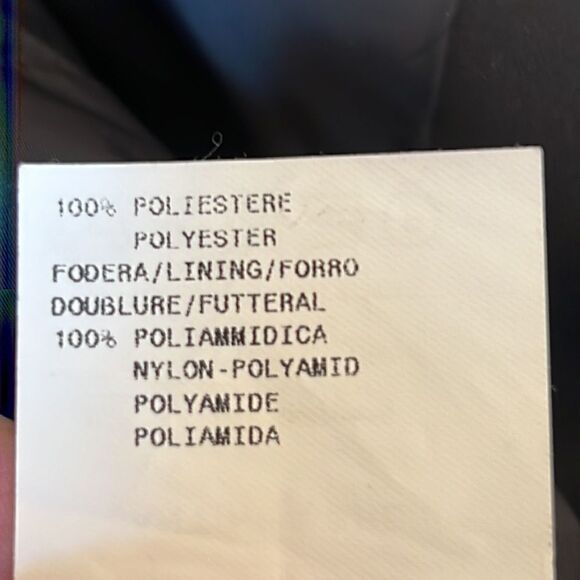 100% POLIESTERE
POLYESTER
FODERA/LINING/FORRO
DOUBLURE/FUTTERAL
100% POLIAMMIDICA
NYLON-POLYAMID
POLYAMIDE
POLIAMIDA